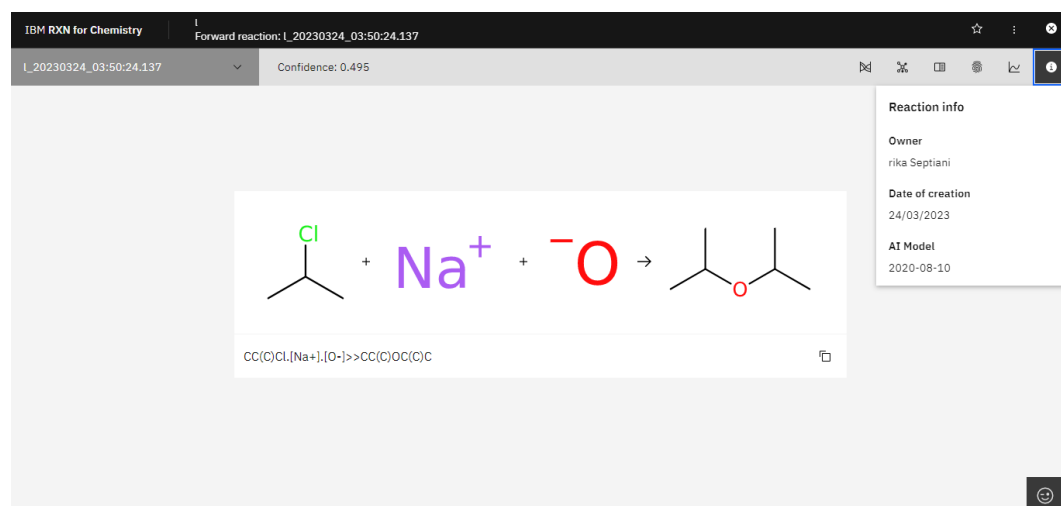 IBM RXN for Chemistry
l
Forward reaction: l_20230324_03:50:24.137
l_20230324_03:50:24.137
Confidence: 0.495
Reaction info
Owner
rika Septiani
Date of creation
24/03/2023
AI Model
2020-08-10
Cl
+ Na+ + −O → O
CC(C)Cl.[Na+].[O-]>>CC(C)OC(C)C